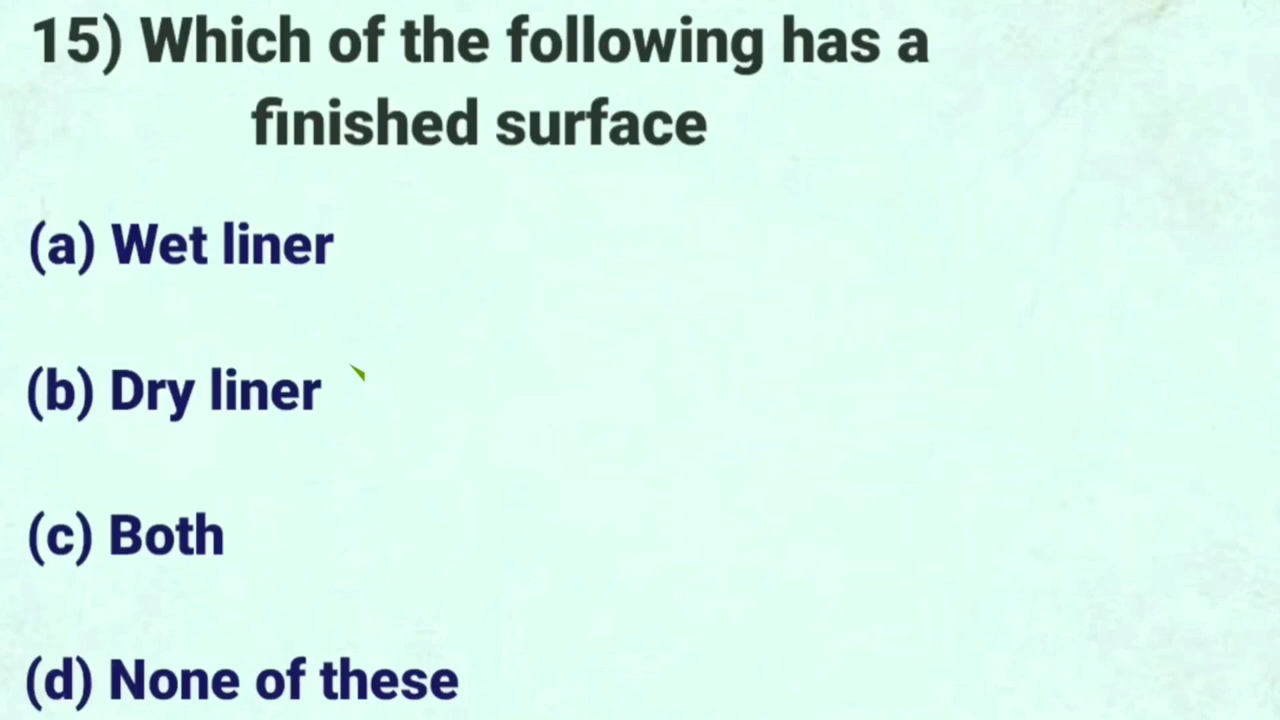 15) Which of the following has a
finished surface
(a) Wet liner
(b) Dry liner
(c) Both
(d) None of these